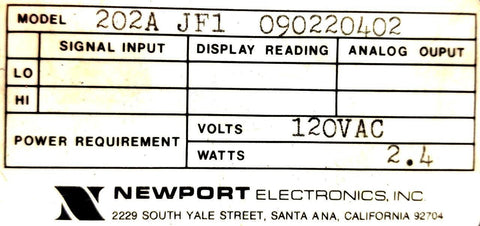 MODEL 202A JF1 090220402
SIGNAL INPUT DISPLAY READING ANALOG OUPUT
LO
HI
POWER REQUIREMENT
VOLTS 120VAC
WATTS 2.4
NEWPORT ELECTRONICS, INC.
2229 SOUTH YALE STREET, SANTA ANA, CALIFORNIA 92704